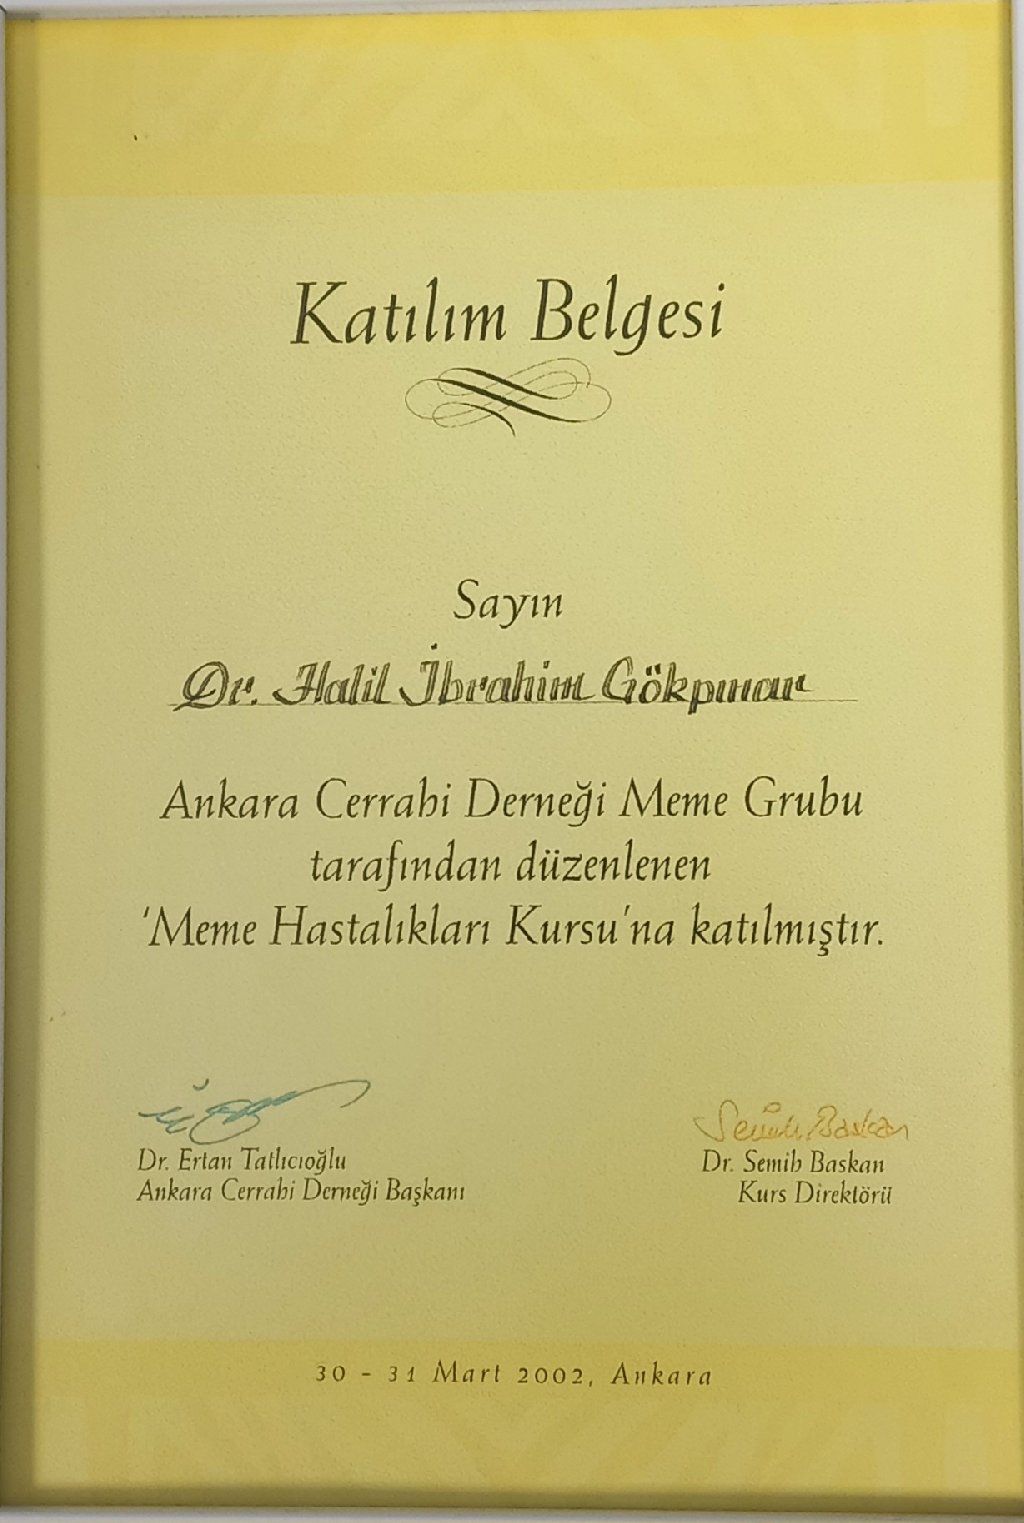 Katılım Belgesi
Sayın
Dr. Halil İbrahim Gökpınar
Ankara Cerrahi Derneği Meme Grubu
tarafından düzenlenen
'Meme Hastalıkları Kursu'na katılmıştır.
Semih Baskan
Dr. Ertan Tatlıcıoğlu
Ankara Cerrahi Derneği Başkanı
Dr. Semih Baskan
Kurs Direktörü
30 - 31 Mart 2002, Ankara